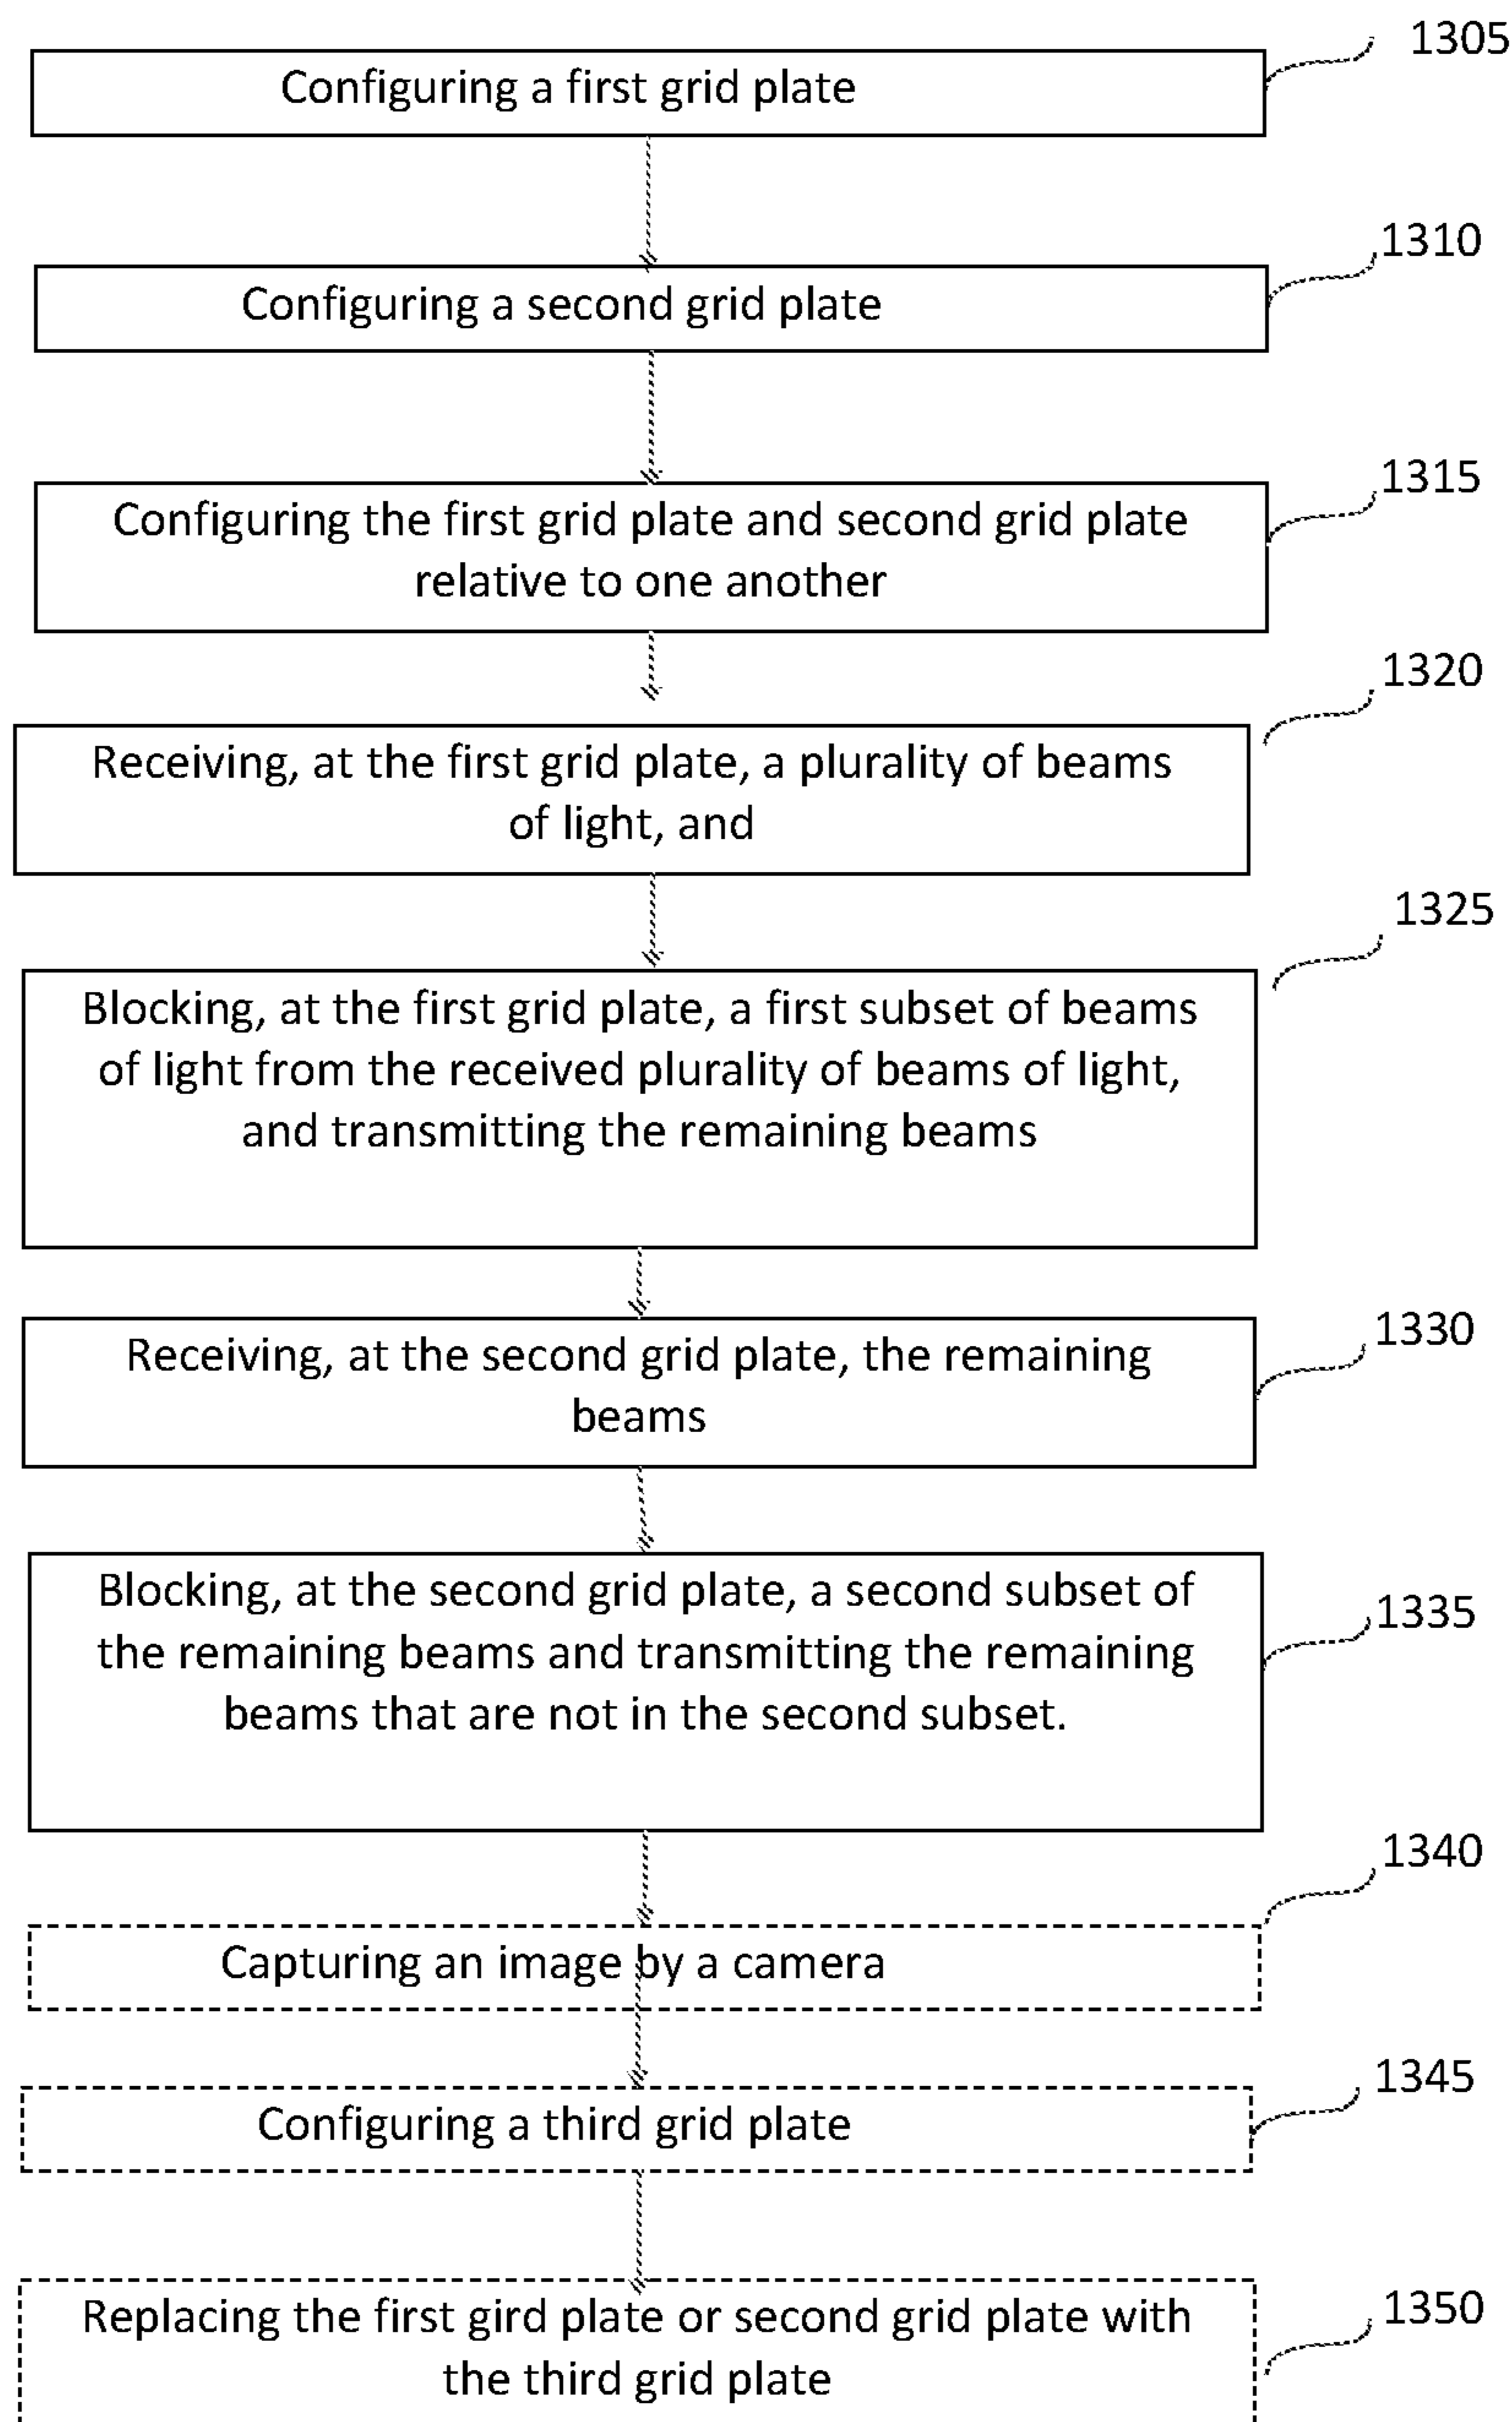 1305
Configuring a first grid plate
1310
Configuring a second grid plate
1315
Configuring the first grid plate and second grid plate
relative to one another
1320
Receiving, at the first grid plate, a plurality of beams
of light, and
1325
Blocking, at the first grid plate, a first subset of beams
of light from the received plurality of beams of light,
and transmitting the remaining beams
1330
Receiving, at the second grid plate, the remaining
beams
1335
Blocking, at the second grid plate, a second subset of
the remaining beams and transmitting the remaining
beams that are not in the second subset.
1340
Capturing an image by a camera
1345
Configuring a third grid plate
1350
Replacing the first gird plate or second grid plate with
the third grid plate